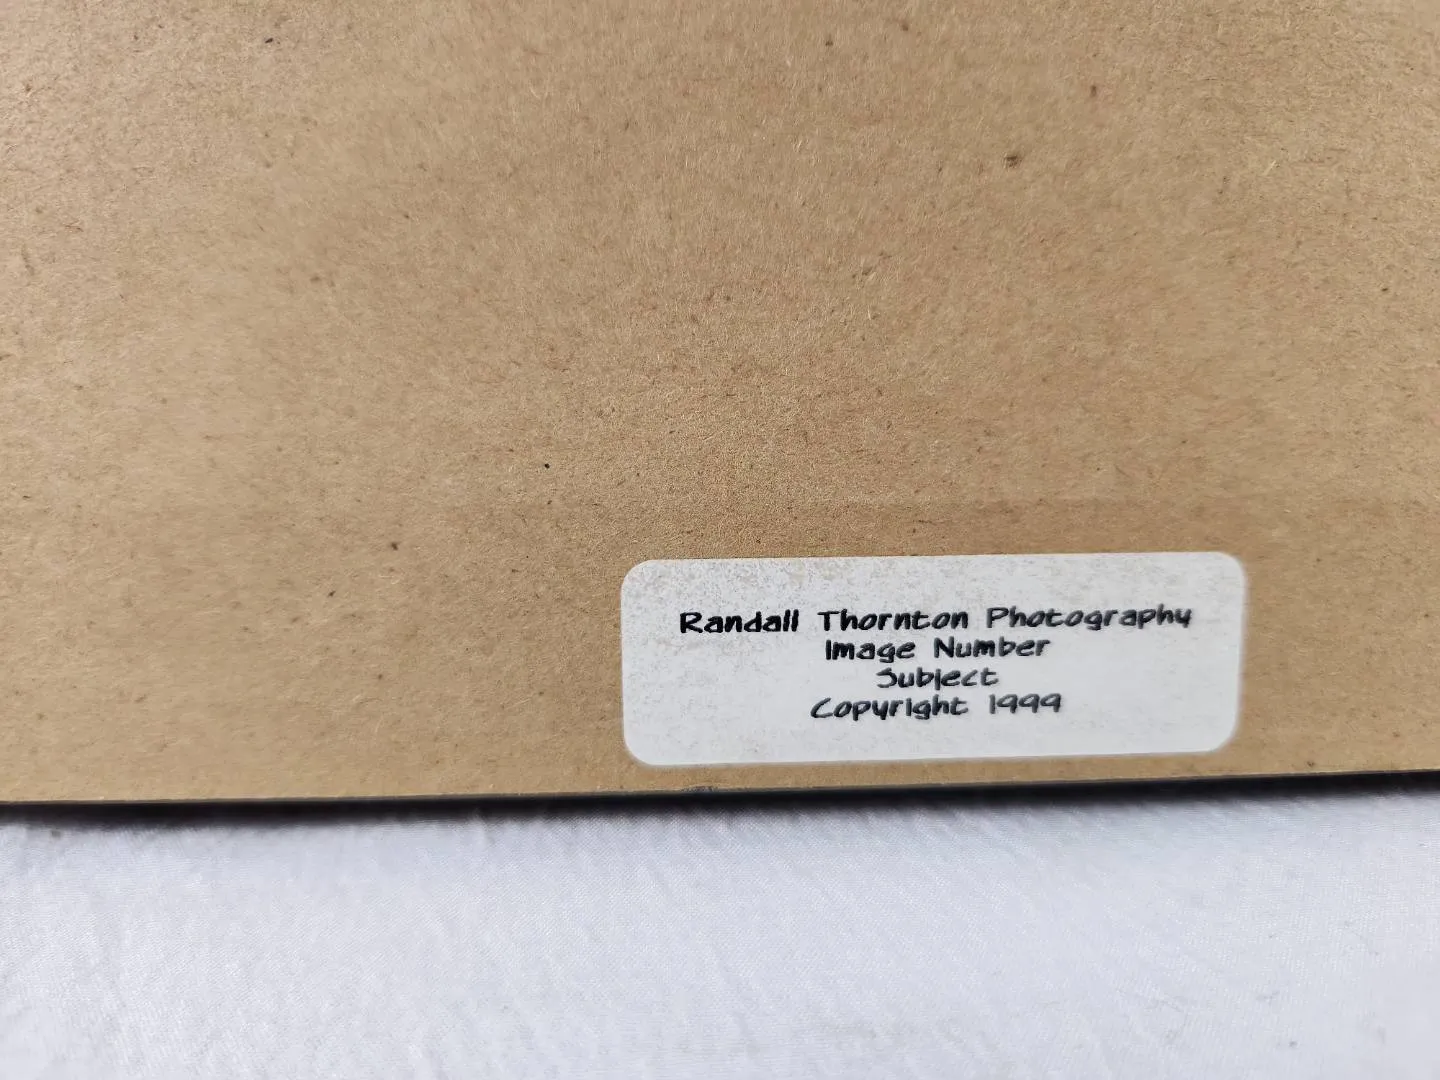 Randall Thornton Photography
Image Number
Subject
Copyright 1999